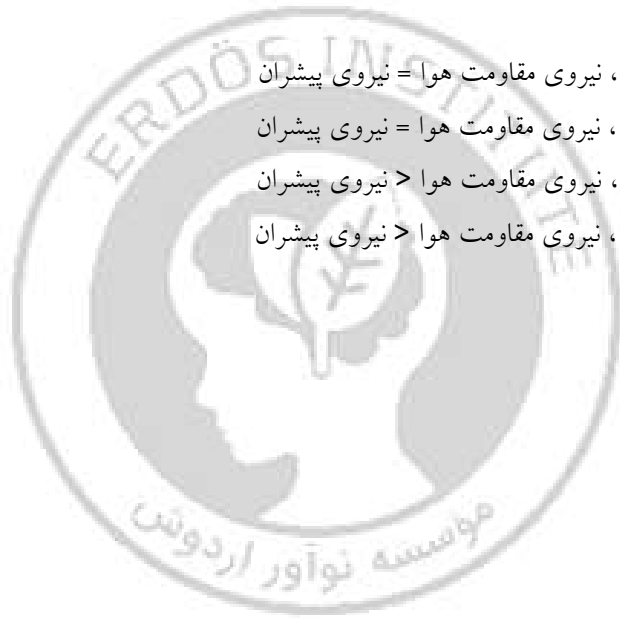 ، نیروی مقاومت هوا = نیروی پیشران
، نیروی مقاومت هوا = نیروی پیشران
، نیروی مقاومت هوا < نیروی پیشران
، نیروی مقاومت هوا < نیروی پیشران
ERDÖS INSTITUTE
موسسه نوآور اردوش